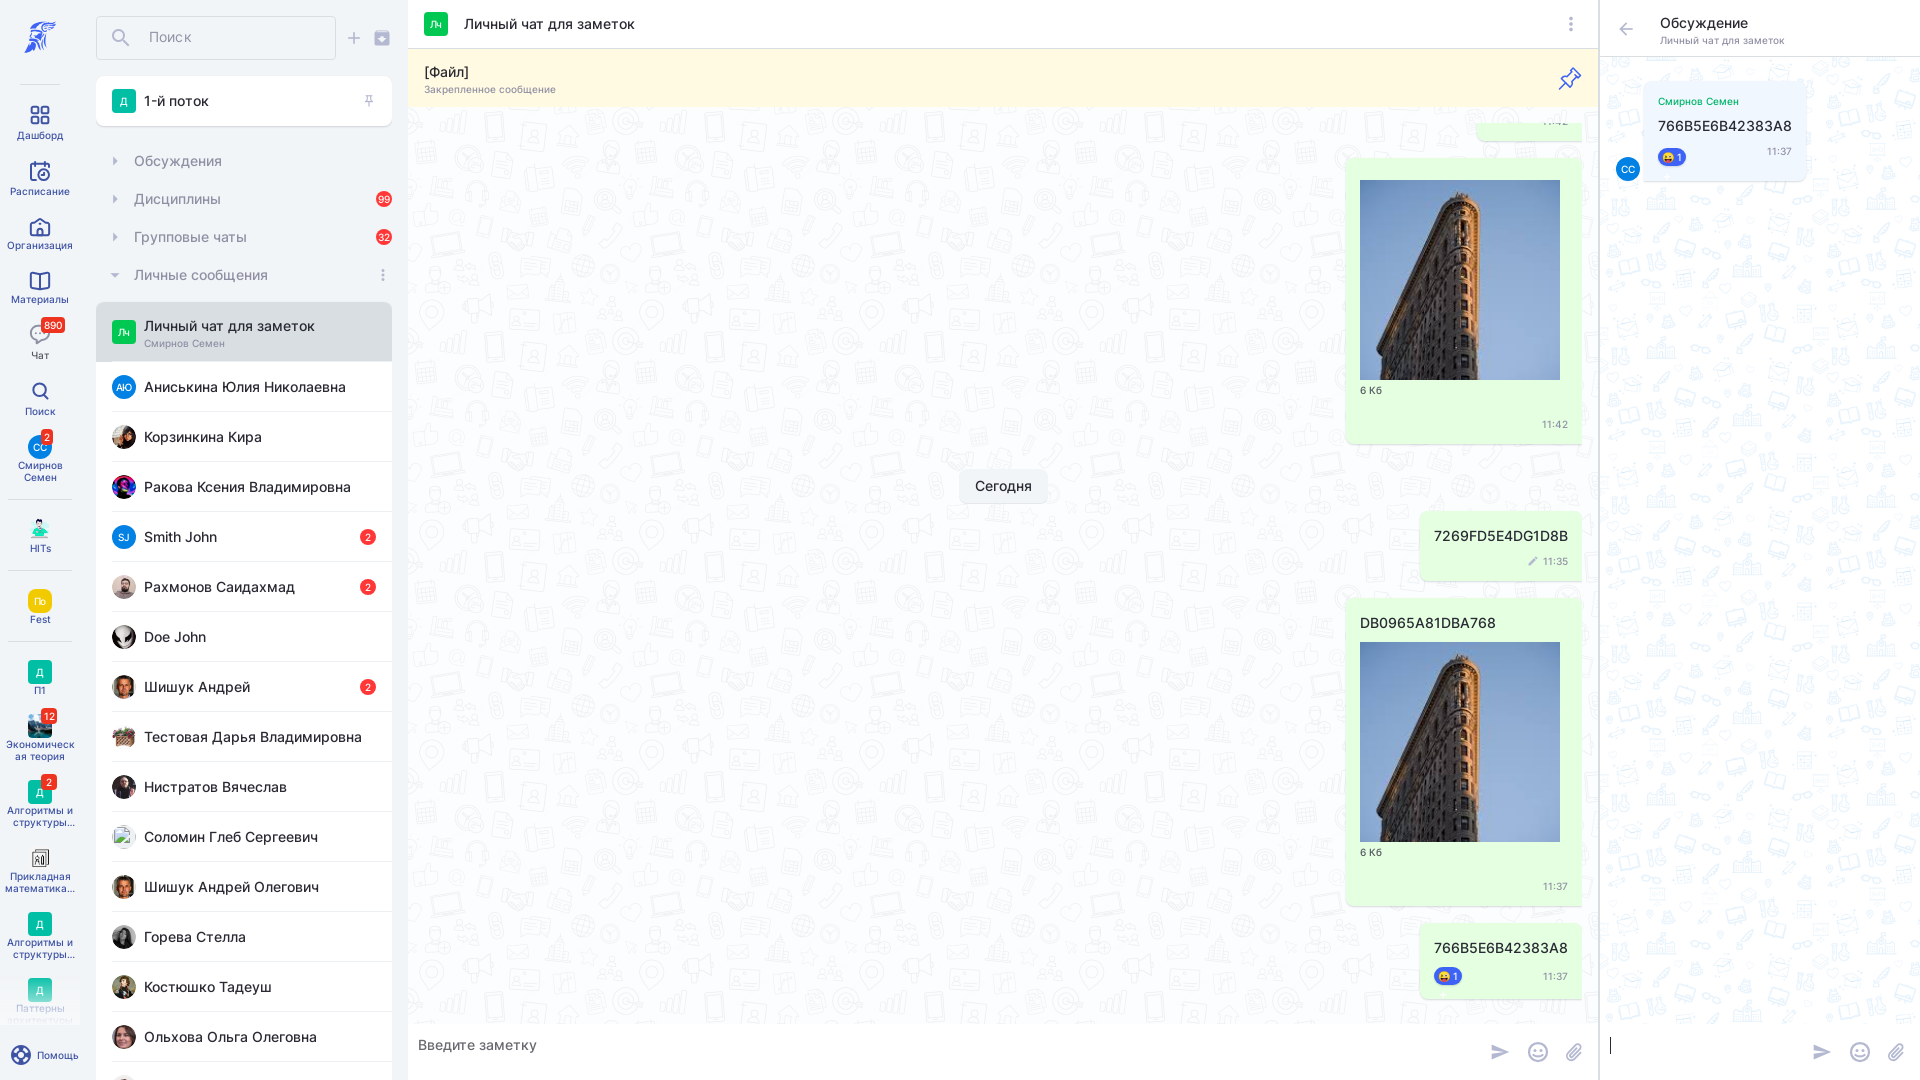 Дашборд
Расписание
Организация
Материалы
890
Чат
Поиск
СС
2
Смирнов
Семен
HITs
По
Fest
Д
П1
12
Экономическ
ая теория
Д
2
Алгоритмы и
структуры...
Прикладная
математика...
Д
Алгоритмы и
структуры...
Д
Паттерны
Помощь
Поиск
Д
1-й поток
Обсуждения
Дисциплины
99
Групповые чаты
32
Личные сообщения
Лч
Личный чат для заметок
Смирнов Семен
АЮ
Аниськина Юлия Николаевна
Корзинкина Кира
Ракова Ксения Владимировна
SJ
Smith John
2
Рахмонов Саидахмад
2
Doe John
Шишук Андрей
2
Тестовая Дарья Владимировна
Нистратов Вячеслав
Соломин Глеб Сергеевич
Шишук Андрей Олегович
Горева Стелла
Костюшко Тадеуш
Ольхова Ольга Олеговна
Лч
Личный чат для заметок
[Файл]
Закрепленное сообщение
11:42
6 Кб
11:42
Сегодня
7269FD5E4DG1D8B
11:35
DB0965A81DBA768
6 Кб
11:37
766B5E6B42383A8
😛 1
11:37
Введите заметку
Обсуждение
Личный чат для заметок
СС
Смирнов Семен
766B5E6B42383A8
😛 1
11:37